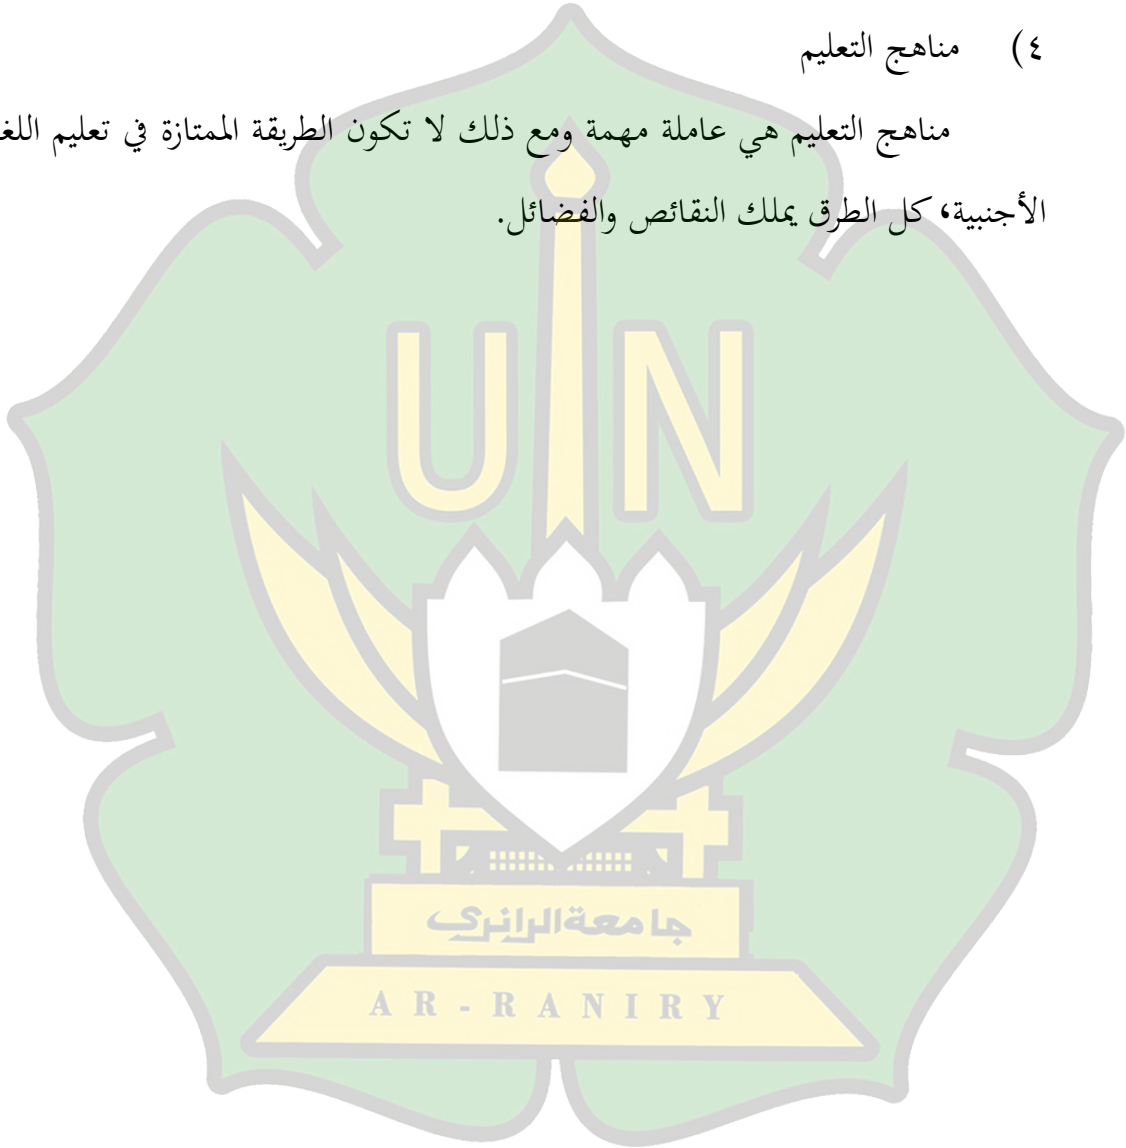 ٤) مناهج التعليم
مناهج التعليم هي عاملة مهمة ومع ذلك لا تكون الطريقة الممتازة في تعليم
الأجنبية، كل الطرق يملك النقائص والفضائل.
UIN
جامعة الرانري
AR-RANIRY